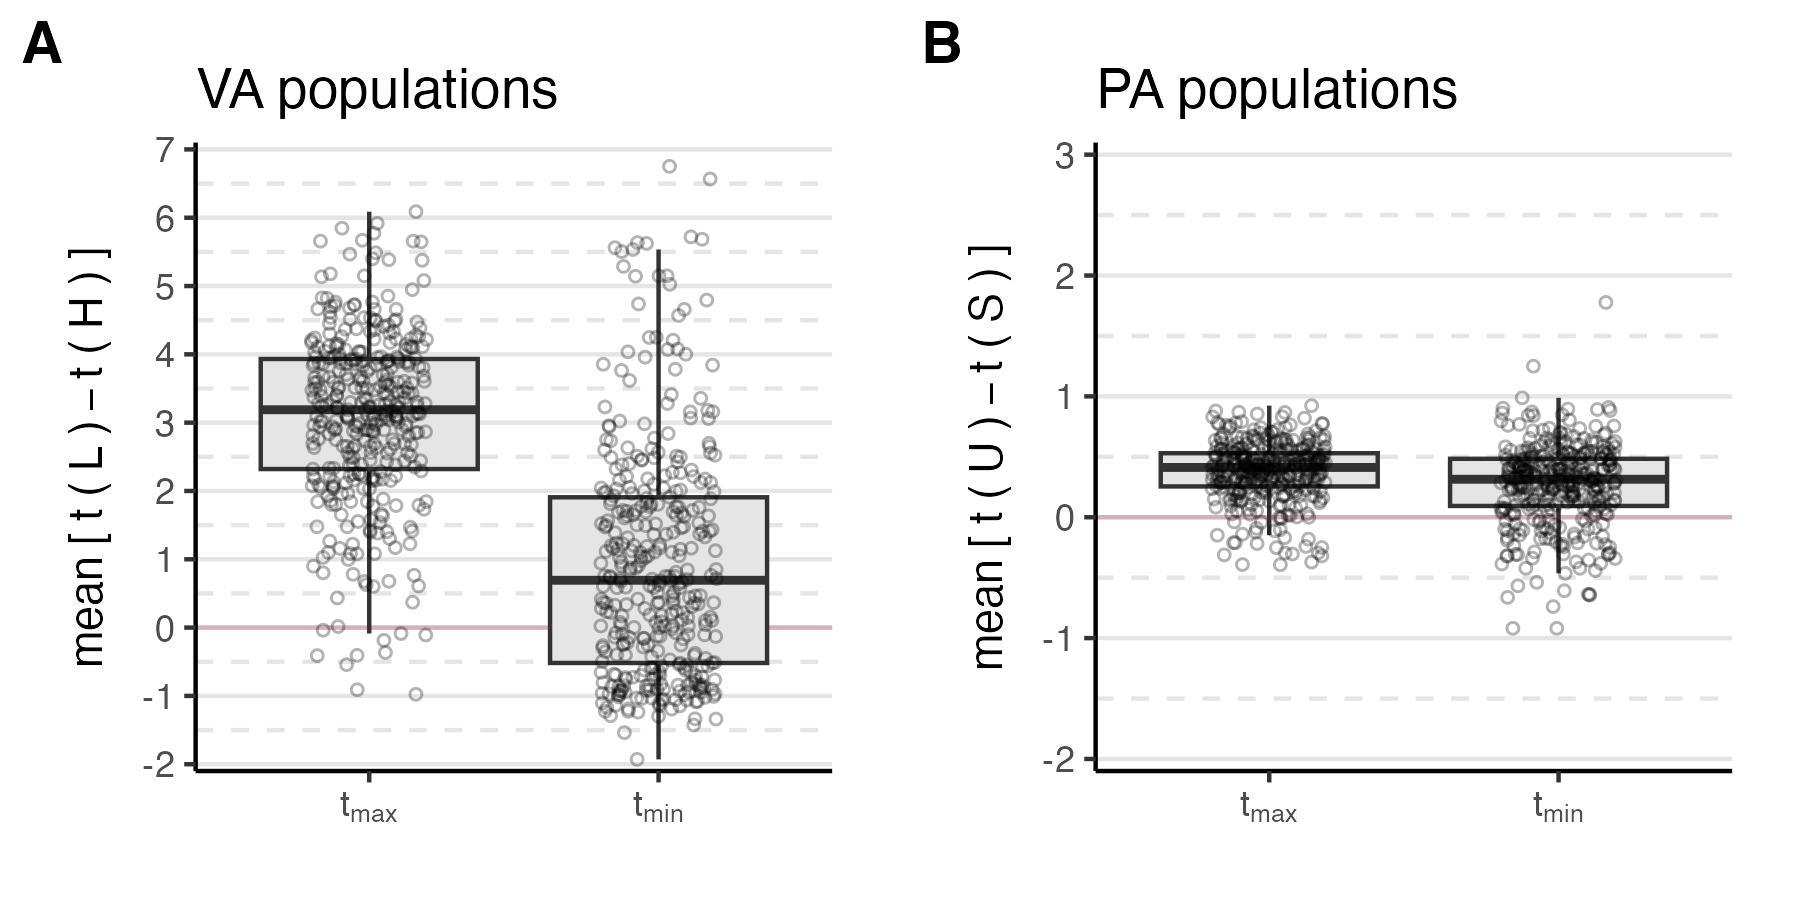 A
VA populations
mean [ t ( L ) – t ( H ) ]
7
6
5
4
3
2
1
0
-1
-2
tmax
tmin
B
PA populations
mean [ t ( U ) – t ( S ) ]
3
2
1
0
-1
-2
tmax
tmin